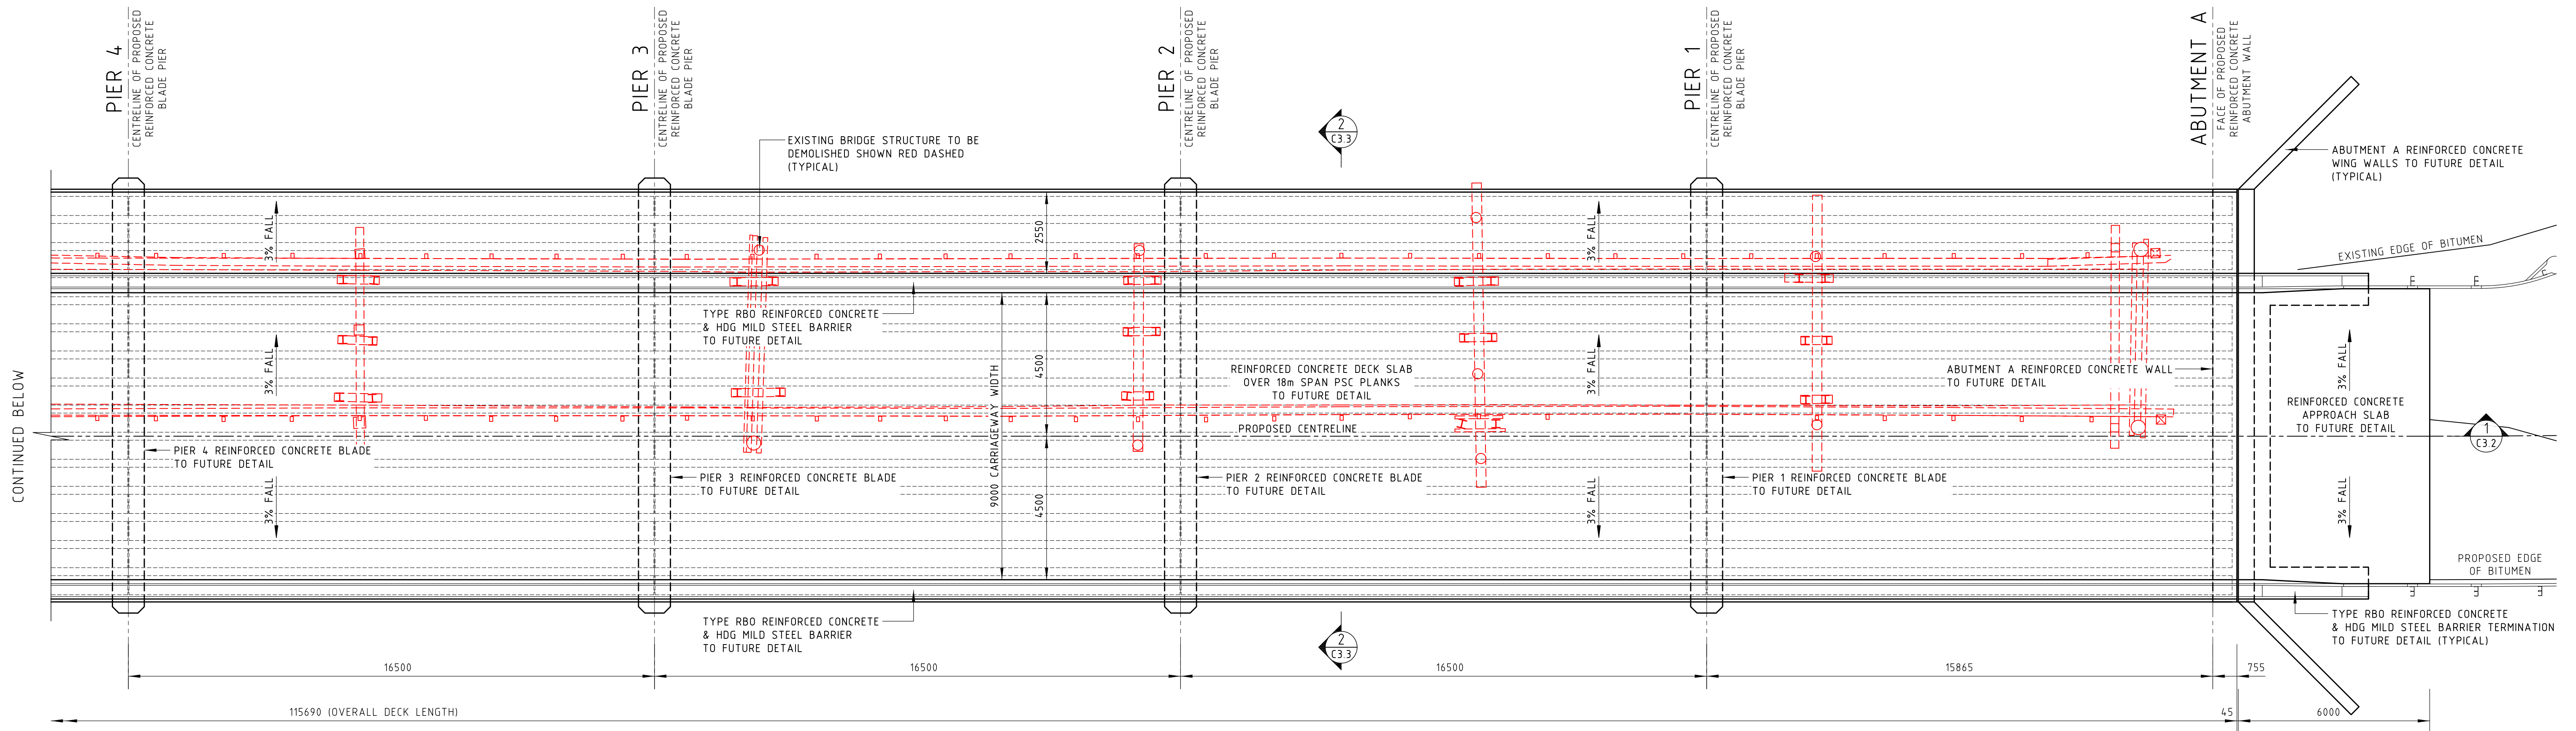 PIER 4
CENTRELINE OF PROPOSED
REINFORCED CONCRETE
BLADE PIER
PIER 3
CENTRELINE OF PROPOSED
REINFORCED CONCRETE
BLADE PIER
PIER 2
CENTRELINE OF PROPOSED
REINFORCED CONCRETE
BLADE PIER
PIER 1
CENTRELINE OF PROPOSED
REINFORCED CONCRETE
BLADE PIER
ABUTMENT A
FACE OF PROPOSED
REINFORCED CONCRETE
ABUTMENT WALL
EXISTING BRIDGE STRUCTURE TO BE
DEMOLISHED SHOWN RED DASHED
(TYPICAL)
2
C3.3
ABUTMENT A REINFORCED CONCRETE
WING WALLS TO FUTURE DETAIL
(TYPICAL)
3% FALL
2550
3% FALL
EXISTING EDGE OF BITUMEN
E
E
E
TYPE RBO REINFORCED CONCRETE
& HDG MILD STEEL BARRIER
TO FUTURE DETAIL
3% FALL
9000 CARRIAGEWAY WIDTH
4500
REINFORCED CONCRETE DECK SLAB
OVER 18m SPAN PSC PLANKS
TO FUTURE DETAIL
3% FALL
ABUTMENT A REINFORCED CONCRETE WALL
TO FUTURE DETAIL
3% FALL
REINFORCED CONCRETE
APPROACH SLAB
TO FUTURE DETAIL
CONTINUED BELOW
PROPOSED CENTRELINE
1
C3.2
PIER 4 REINFORCED CONCRETE BLADE
TO FUTURE DETAIL
PIER 3 REINFORCED CONCRETE BLADE
TO FUTURE DETAIL
PIER 2 REINFORCED CONCRETE BLADE
TO FUTURE DETAIL
PIER 1 REINFORCED CONCRETE BLADE
TO FUTURE DETAIL
3% FALL
4500
3% FALL
3% FALL
PROPOSED EDGE
OF BITUMEN
E
E
E
TYPE RBO REINFORCED CONCRETE
& HDG MILD STEEL BARRIER
TO FUTURE DETAIL
2
C3.3
TYPE RBO REINFORCED CONCRETE
& HDG MILD STEEL BARRIER TERMINATION
TO FUTURE DETAIL (TYPICAL)
16500
16500
16500
15865
755
115690 (OVERALL DECK LENGTH)
45
6000